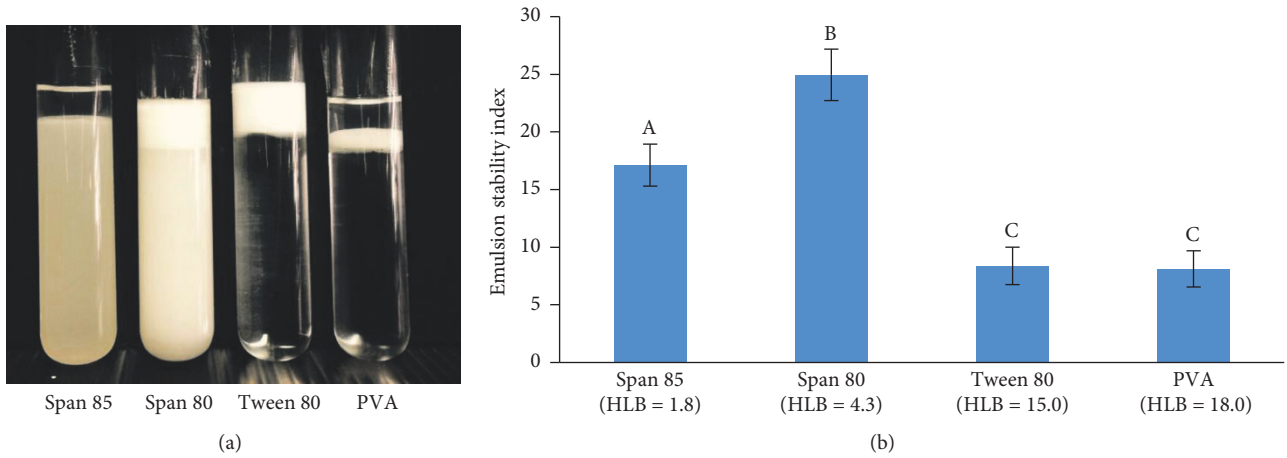 Span 85 Span 80 Tween 80 PVA
(a)
30
25
20
15
10
5
0
Emulsion stability index
A
B
C
C
Span 85
(HLB = 1.8)
Span 80
(HLB = 4.3)
Tween 80
(HLB = 15.0)
PVA
(HLB = 18.0)
(b)